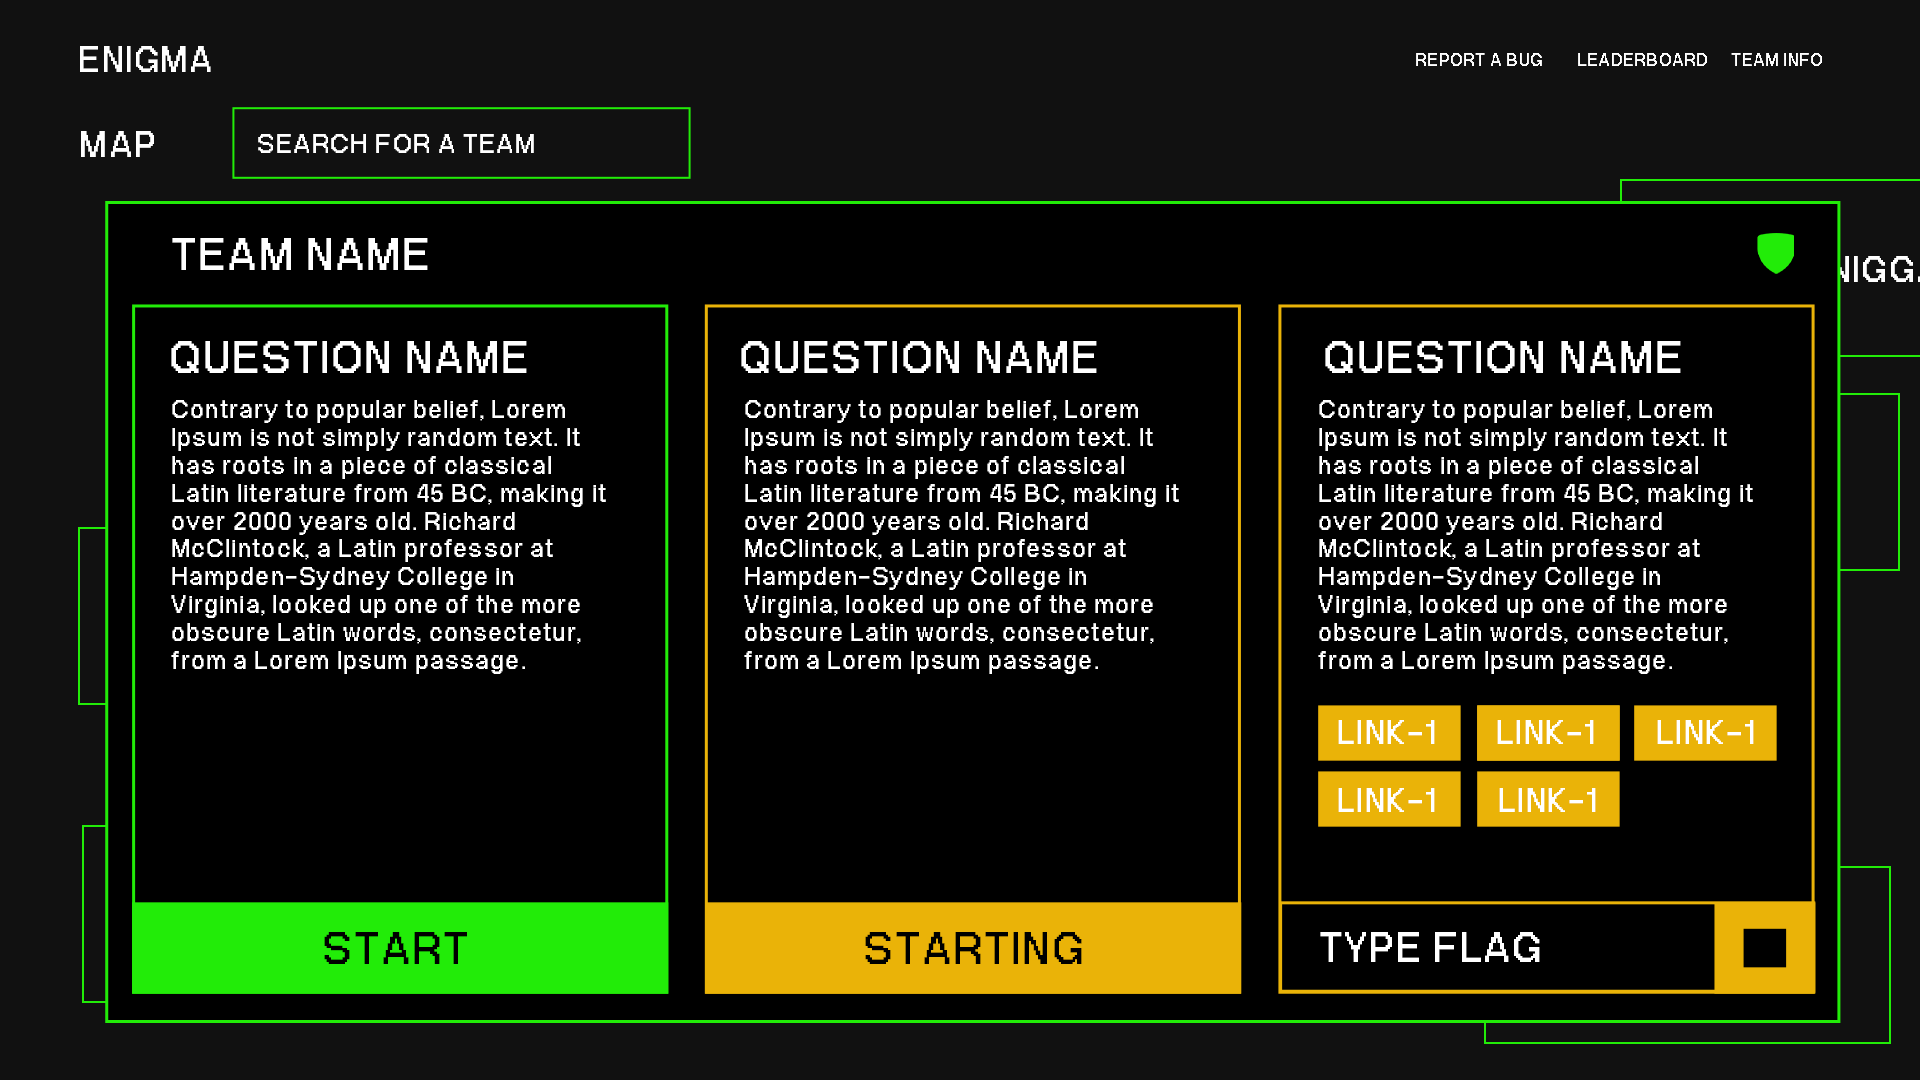 ENIGMA
REPORT A BUG
LEADERBOARD
TEAM INFO
MAP
SEARCH FOR A TEAM
TEAM NAME
NIGG.
QUESTION NAME
Contrary to popular belief, Lorem
Ipsum is not simply random text. It
has roots in a piece of classical
Latin literature from 45 BC, making it
over 2000 years old. Richard
McClintock, a Latin professor at
Hampden-Sydney College in
Virginia, looked up one of the more
obscure Latin words, consectetur,
from a Lorem Ipsum passage.
START
QUESTION NAME
Contrary to popular belief, Lorem
Ipsum is not simply random text. It
has roots in a piece of classical
Latin literature from 45 BC, making it
over 2000 years old. Richard
McClintock, a Latin professor at
Hampden-Sydney College in
Virginia, looked up one of the more
obscure Latin words, consectetur,
from a Lorem Ipsum passage.
STARTING
QUESTION NAME
Contrary to popular belief, Lorem
Ipsum is not simply random text. It
has roots in a piece of classical
Latin literature from 45 BC, making it
over 2000 years old. Richard
McClintock, a Latin professor at
Hampden-Sydney College in
Virginia, looked up one of the more
obscure Latin words, consectetur,
from a Lorem Ipsum passage.
LINK-1 LINK-1 LINK-1
LINK-1 LINK-1
TYPE FLAG